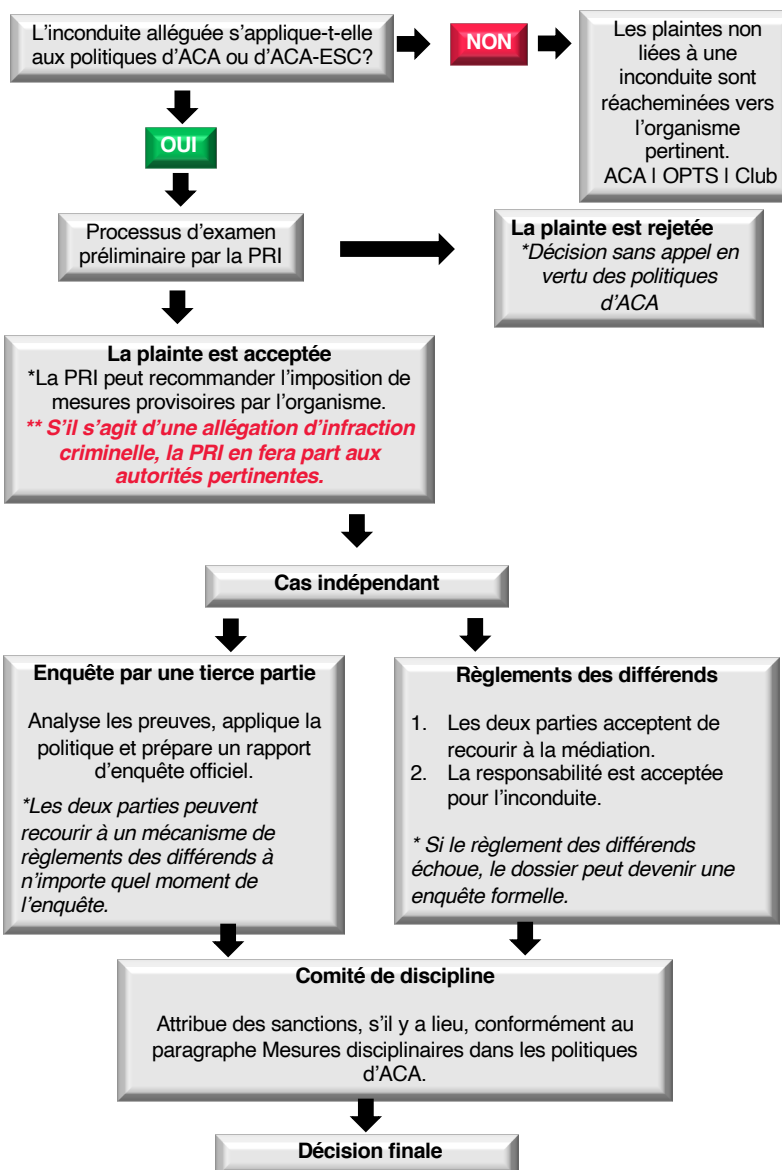 L'inconduite alléguée s'applique-t-elle
aux politiques d'ACA ou d'ACA-ESC?
NON
Les plaintes non
liées à une
inconduite sont
réacheminées vers
l'organisme
pertinent.
ACA l OPTS l Club
OUI
Processus d'examen
préliminaire par la PRI
La plainte est rejetée
*Décision sans appel en
vertu des politiques
d'ACA
La plainte est acceptée
*La PRI peut recommander l'imposition de
mesures provisoires par l'organisme.
** S'il s'agit d'une allégation d'infraction
criminelle, la PRI en fera part aux
autorités pertinentes.
Cas indépendant
Enquête par une tierce partie
Analyse les preuves, applique la
politique et prépare un rapport
d'enquête officiel.
*Les deux parties peuvent
recourir à un mécanisme de
règlements des différends à
n'importe quel moment de
l'enquête.
Règlements des différends
1. Les deux parties acceptent de
recourir à la médiation.
2. La responsabilité est acceptée
pour l'inconduite.
* Si le règlement des différends
échoue, le dossier peut devenir une
enquête formelle.
Comité de discipline
Attribue des sanctions, s'il y a lieu, conformément au
paragraphe Mesures disciplinaires dans les politiques
d'ACA.
Décision finale